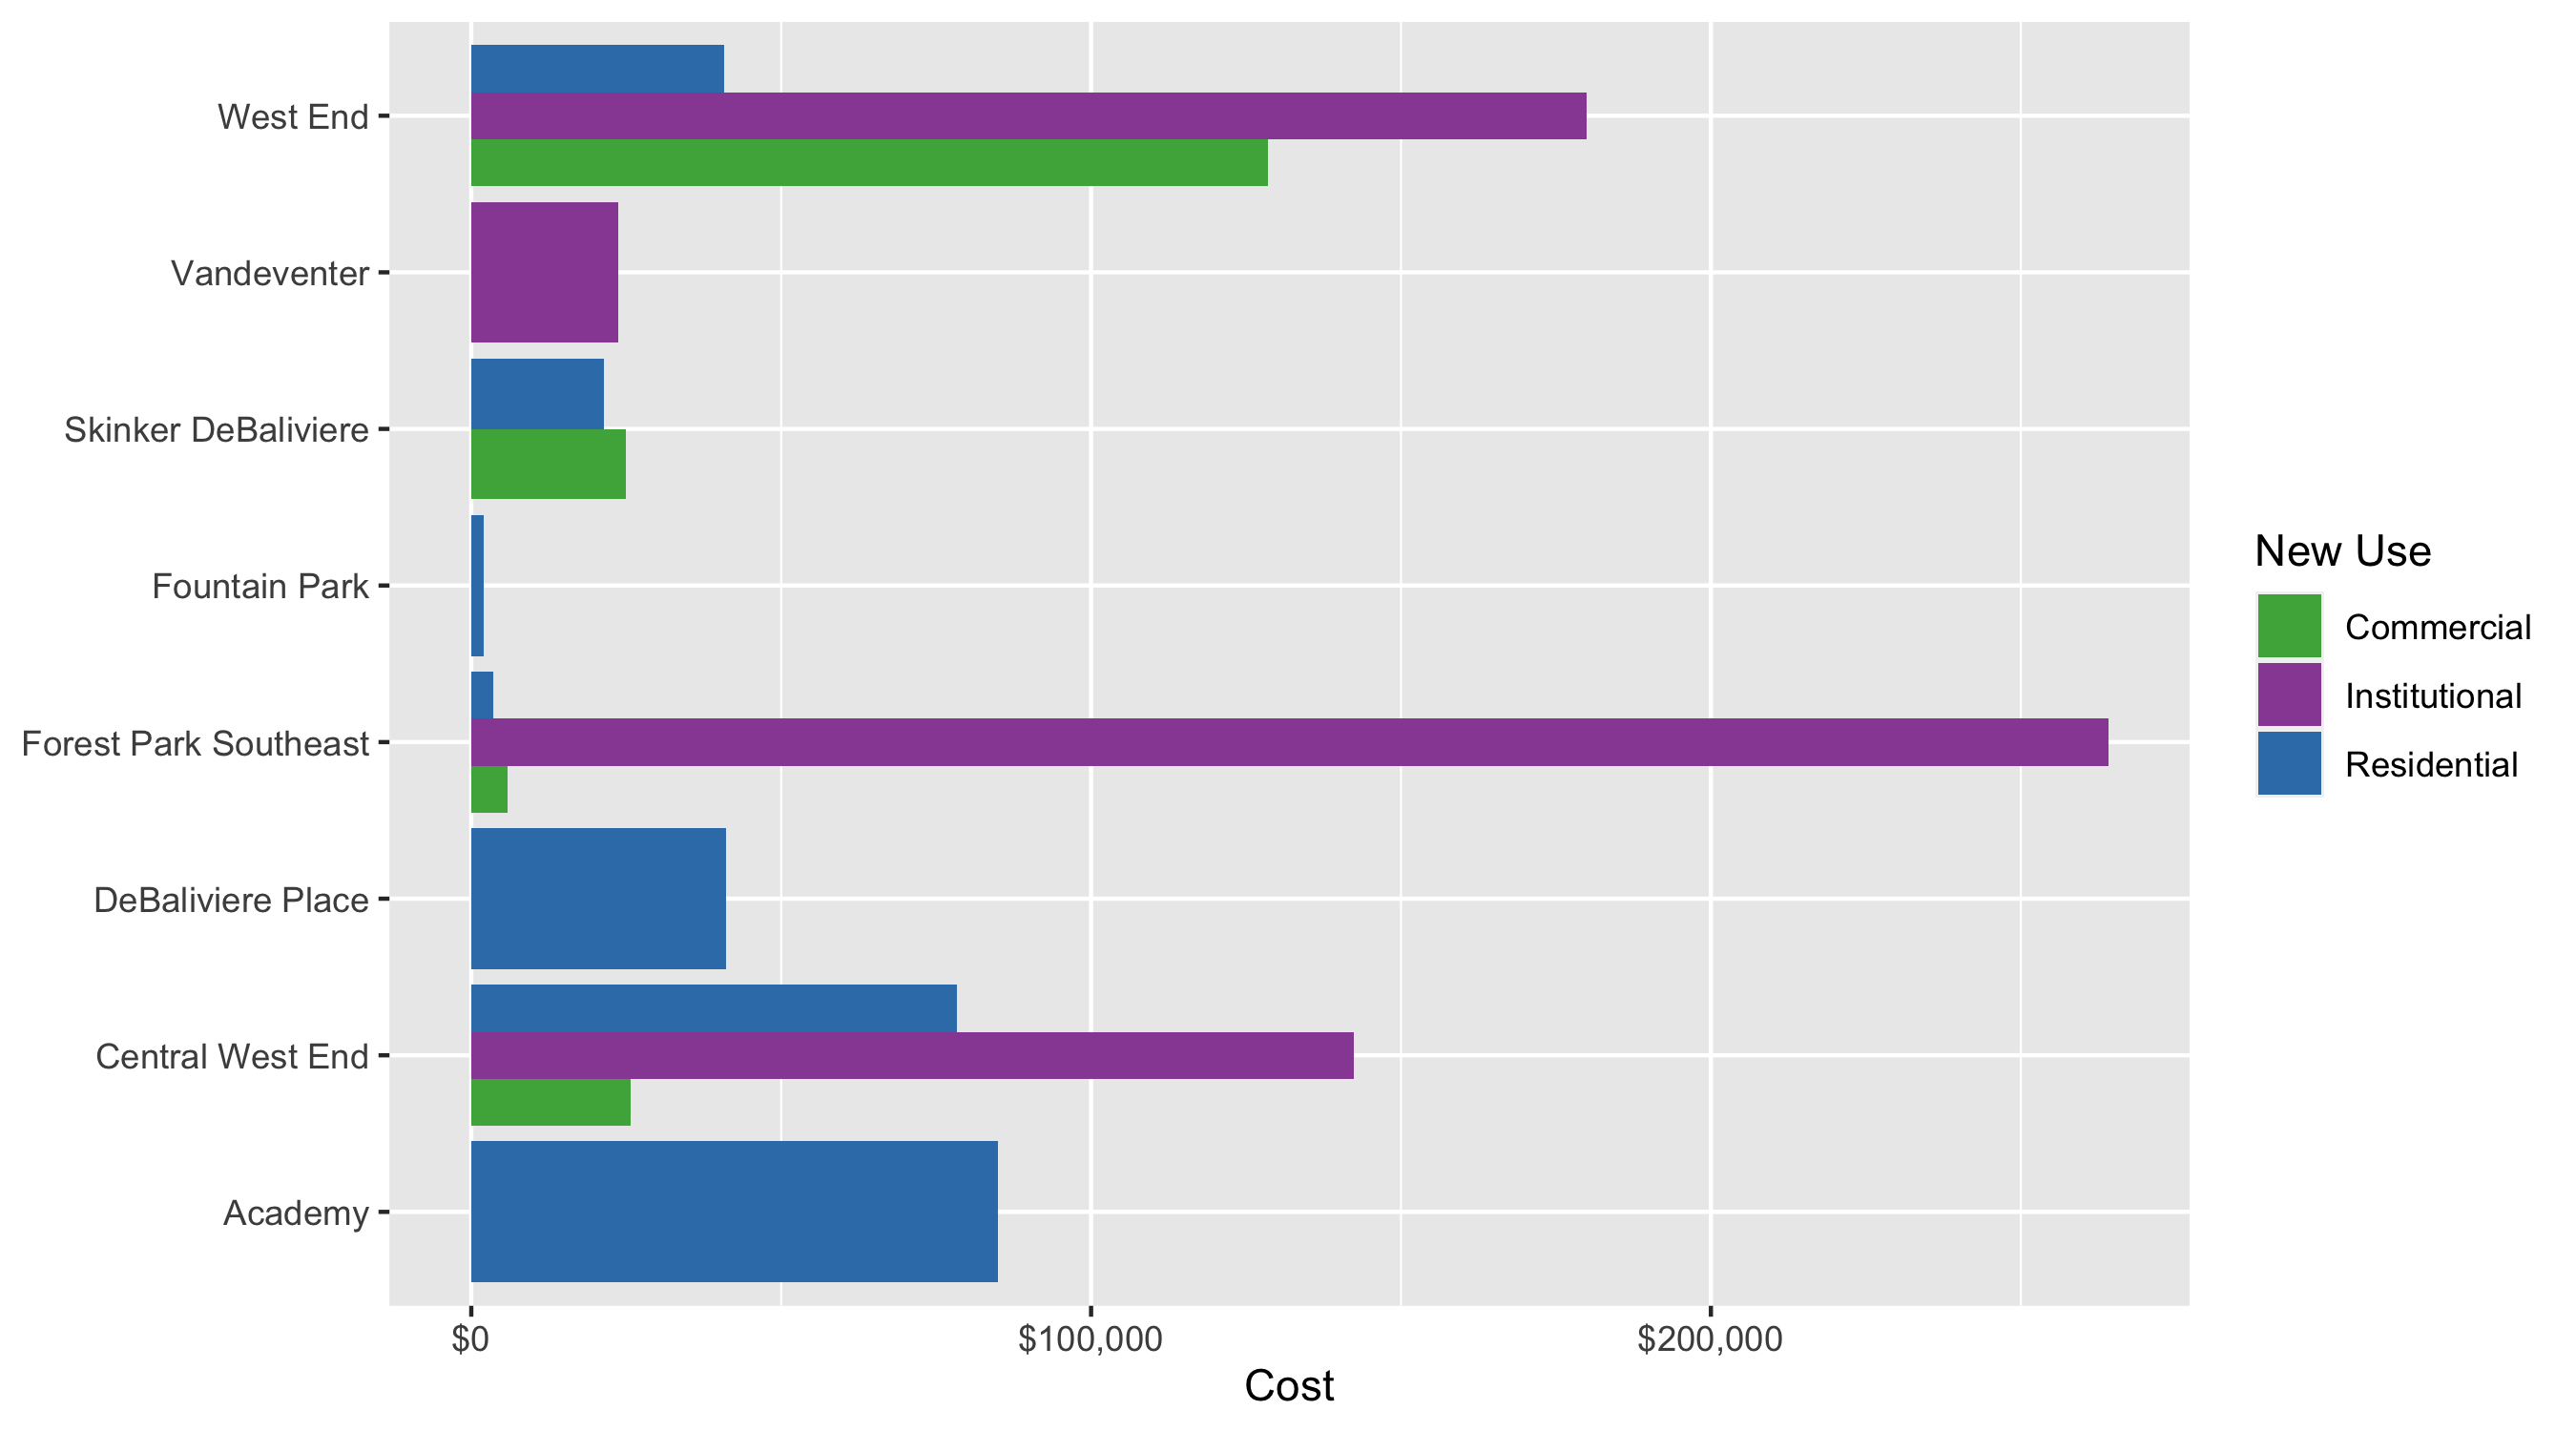 West End
Vandeventer
Skinker DeBaliviere
Fountain Park
Forest Park Southeast
DeBaliviere Place
Central West End
Academy
$0
$100,000
$200,000
Cost
New Use
Commercial
Institutional
Residential